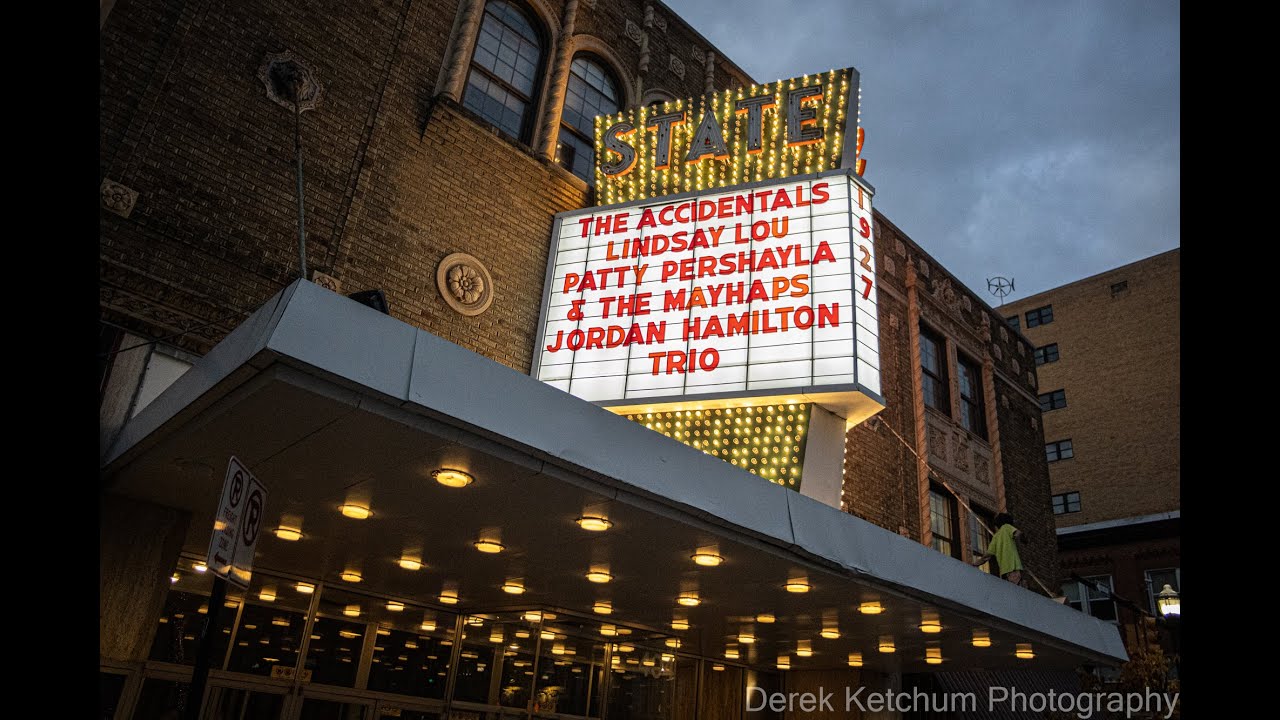 STATE
THE ACCIDENTALS
LINDSAY LOU
PATTY PERSHAYLA
& THE MAYHAPS
JORDAN HAMILTON
TRIO
1927
Derek Ketchum Photography